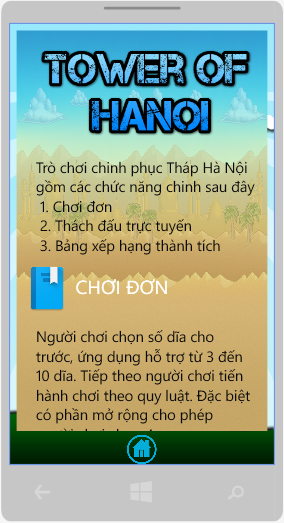 TOWER OF
HANOI
Trò chơi chinh phục Tháp Hà Nội
gồm các chức năng chính sau đây
1. Chơi đơn
2. Thách đấu trực tuyến
3. Bảng xếp hạng thành tích
CHƠI ĐƠN
Người chơi chọn số dĩa cho
trước, ứng dụng hỗ trợ từ 3 đến
10 dĩa. Tiếp theo người chơi tiến
hành chơi theo quy luật. Đặc biệt
có phần mở rộng cho phép